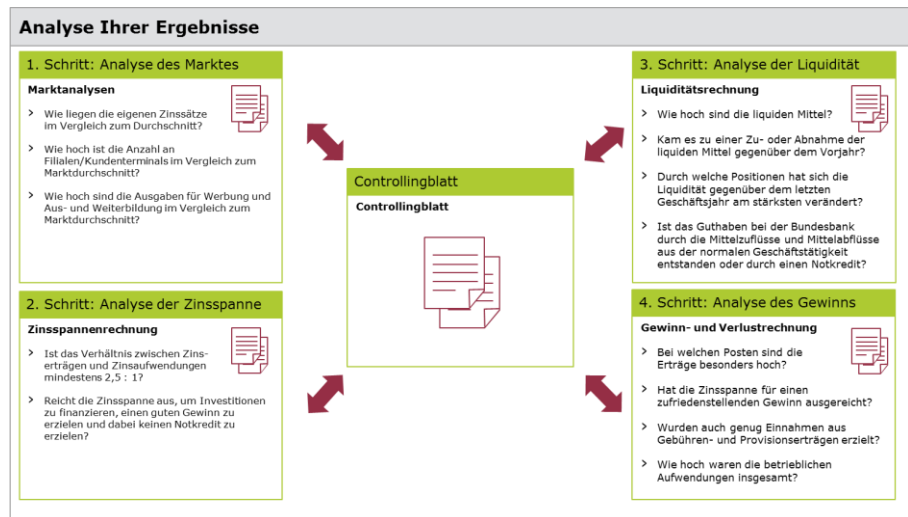 Analyse Ihrer Ergebnisse
1. Schritt: Analyse des Marktes
Marktanalysen
> Wie liegen die eigenen Zinssätze
im Vergleich zum Durchschnitt?
> Wie hoch ist die Anzahl an
Filialen/Kundenterminals im Vergleich zum
Marktdurchschnitt?
> Wie hoch sind die Ausgaben für Werbung und
Aus- und Weiterbildung im Vergleich zum
Marktdurchschnitt?
2. Schritt: Analyse der Zinsspanne
Zinsspannenrechnung
> Ist das Verhältnis zwischen Zins-
erträgen und Zinsaufwendungen
mindestens 2,5 : 1?
> Reicht die Zinsspanne aus, um Investitionen
zu finanzieren, einen guten Gewinn zu
erzielen und dabei keinen Notkredit zu
erzielen?
Controllingblatt
Controllingblatt
3. Schritt: Analyse der Liquidität
Liquiditätsrechnung
> Wie hoch sind die liquiden Mittel?
> Kam es zu einer Zu- oder Abnahme der
liquiden Mittel gegenüber dem Vorjahr?
> Durch welche Positionen hat sich die
Liquidität gegenüber dem letzten
Geschäftsjahr am stärksten verändert?
> Ist das Guthaben bei der Bundesbank
durch die Mittelzuflüsse und Mittelabflüsse
aus der normalen Geschäftstätigkeit
entstanden oder durch einen Notkredit?
4. Schritt: Analyse des Gewinns
Gewinn- und Verlustrechnung
> Bei welchen Posten sind die
Erträge besonders hoch?
> Hat die Zinsspanne für einen
zufriedenstellenden Gewinn ausgereicht?
> Wurden auch genug Einnahmen aus
Gebühren- und Provisionserträgen erzielt?
> Wie hoch waren die betrieblichen
Aufwendungen insgesamt?